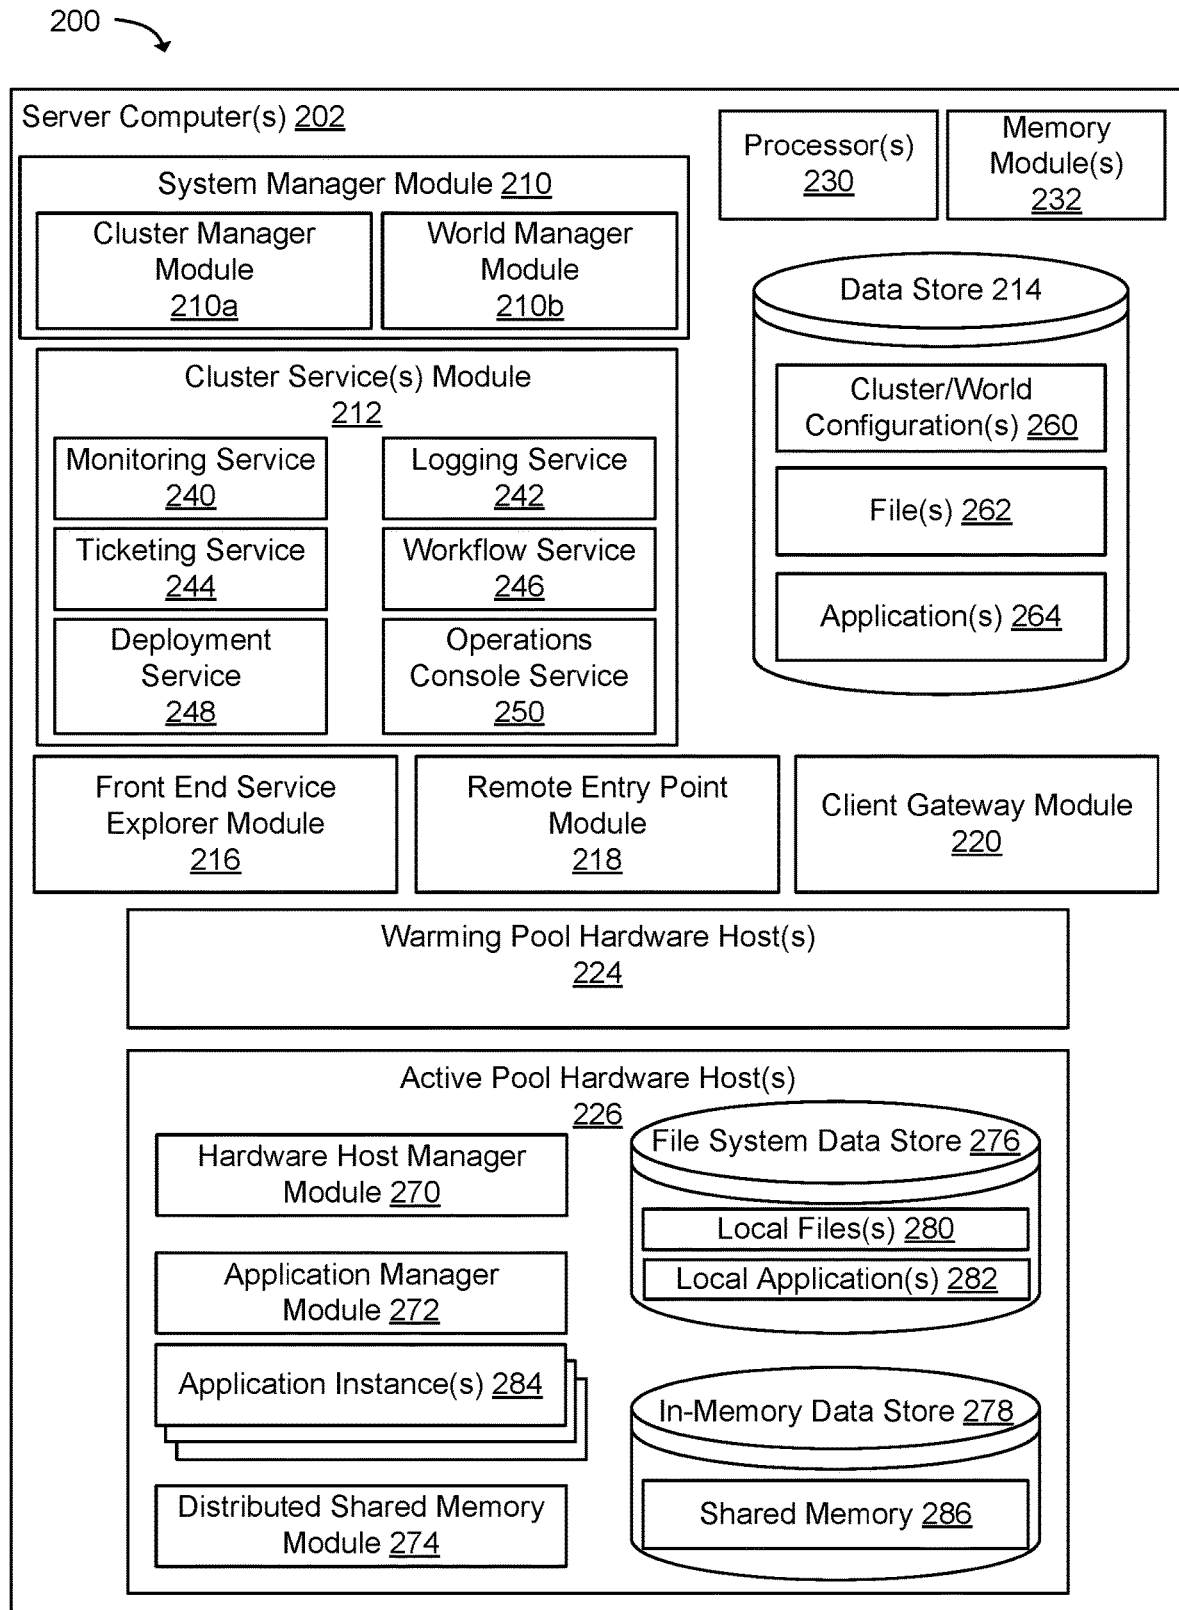 200
Server Computer(s) 202
Processor(s)
230
Memory
Module(s)
232
System Manager Module 210
Cluster Manager
Module
210a
World Manager
Module
210b
Data Store 214
Cluster/World
Configuration(s) 260
File(s) 262
Application(s) 264
Cluster Service(s) Module
212
Monitoring Service
240
Logging Service
242
Ticketing Service
244
Workflow Service
246
Deployment
Service
248
Operations
Console Service
250
Front End Service
Explorer Module
216
Remote Entry Point
Module
218
Client Gateway Module
220
Warming Pool Hardware Host(s)
224
Active Pool Hardware Host(s)
226
Hardware Host Manager
Module 270
Application Manager
Module 272
Application Instance(s) 284
Distributed Shared Memory
Module 274
File System Data Store 276
Local Files(s) 280
Local Application(s) 282
In-Memory Data Store 278
Shared Memory 286